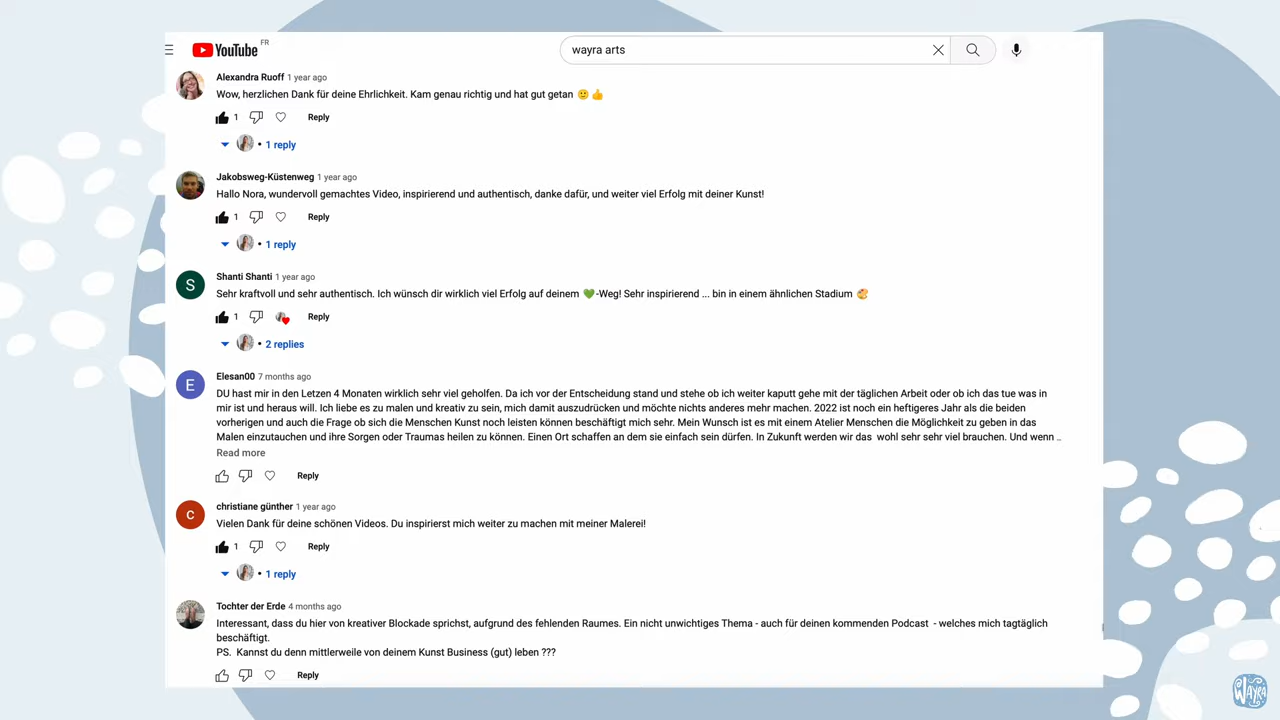 YouTube FR
wayra arts
Alexandra Ruoff 1 year ago
Wow, herzlichen Dank für deine Ehrlichkeit. Kam genau richtig und hat gut getan 🙂 👍
1 Reply
• 1 reply
Jakobsweg-Küstenweg 1 year ago
Hallo Nora, wundervoll gemachtes Video, inspirierend und authentisch, danke dafür, und weiter viel Erfolg mit deiner Kunst!
1 Reply
• 1 reply
S
Shanti Shanti 1 year ago
Sehr kraftvoll und sehr authentisch. Ich wünsch dir wirklich viel Erfolg auf deinem 💚-Weg! Sehr inspirierend ... bin in einem ähnlichen Stadium 🎨
1 Reply
• 2 replies
E
Elesan00 7 months ago
DU hast mir in den Letzen 4 Monaten wirklich sehr viel geholfen. Da ich vor der Entscheidung stand und stehe ob ich weiter kaputt gehe mit der täglichen Arbeit oder ob ich das tue was in
mir ist und heraus will. Ich liebe es zu malen und kreativ zu sein, mich damit auszudrücken und möchte nichts anderes mehr machen. 2022 ist noch ein heftigeres Jahr als die beiden
vorherigen und auch die Frage ob sich die Menschen Kunst noch leisten können beschäftigt mich sehr. Mein Wunsch ist es mit einem Atelier Menschen die Möglichkeit zu geben in das
Malen einzutauchen und ihre Sorgen oder Traumas heilen zu können. Einen Ort schaffen an dem sie einfach sein dürfen. In Zukunft werden wir das wohl sehr sehr viel brauchen. Und wenn ...
Read more
Reply
C
christiane günther 1 year ago
Vielen Dank für deine schönen Videos. Du inspirierst mich weiter zu machen mit meiner Malerei!
1 Reply
• 1 reply
Tochter der Erde 4 months ago
Interessant, dass du hier von kreativer Blockade sprichst, aufgrund des fehlenden Raumes. Ein nicht unwichtiges Thema - auch für deinen kommenden Podcast - welches mich tagtäglich
beschäftigt.
PS. Kannst du denn mittlerweile von deinem Kunst Business (gut) leben ???
Reply
WAYRA